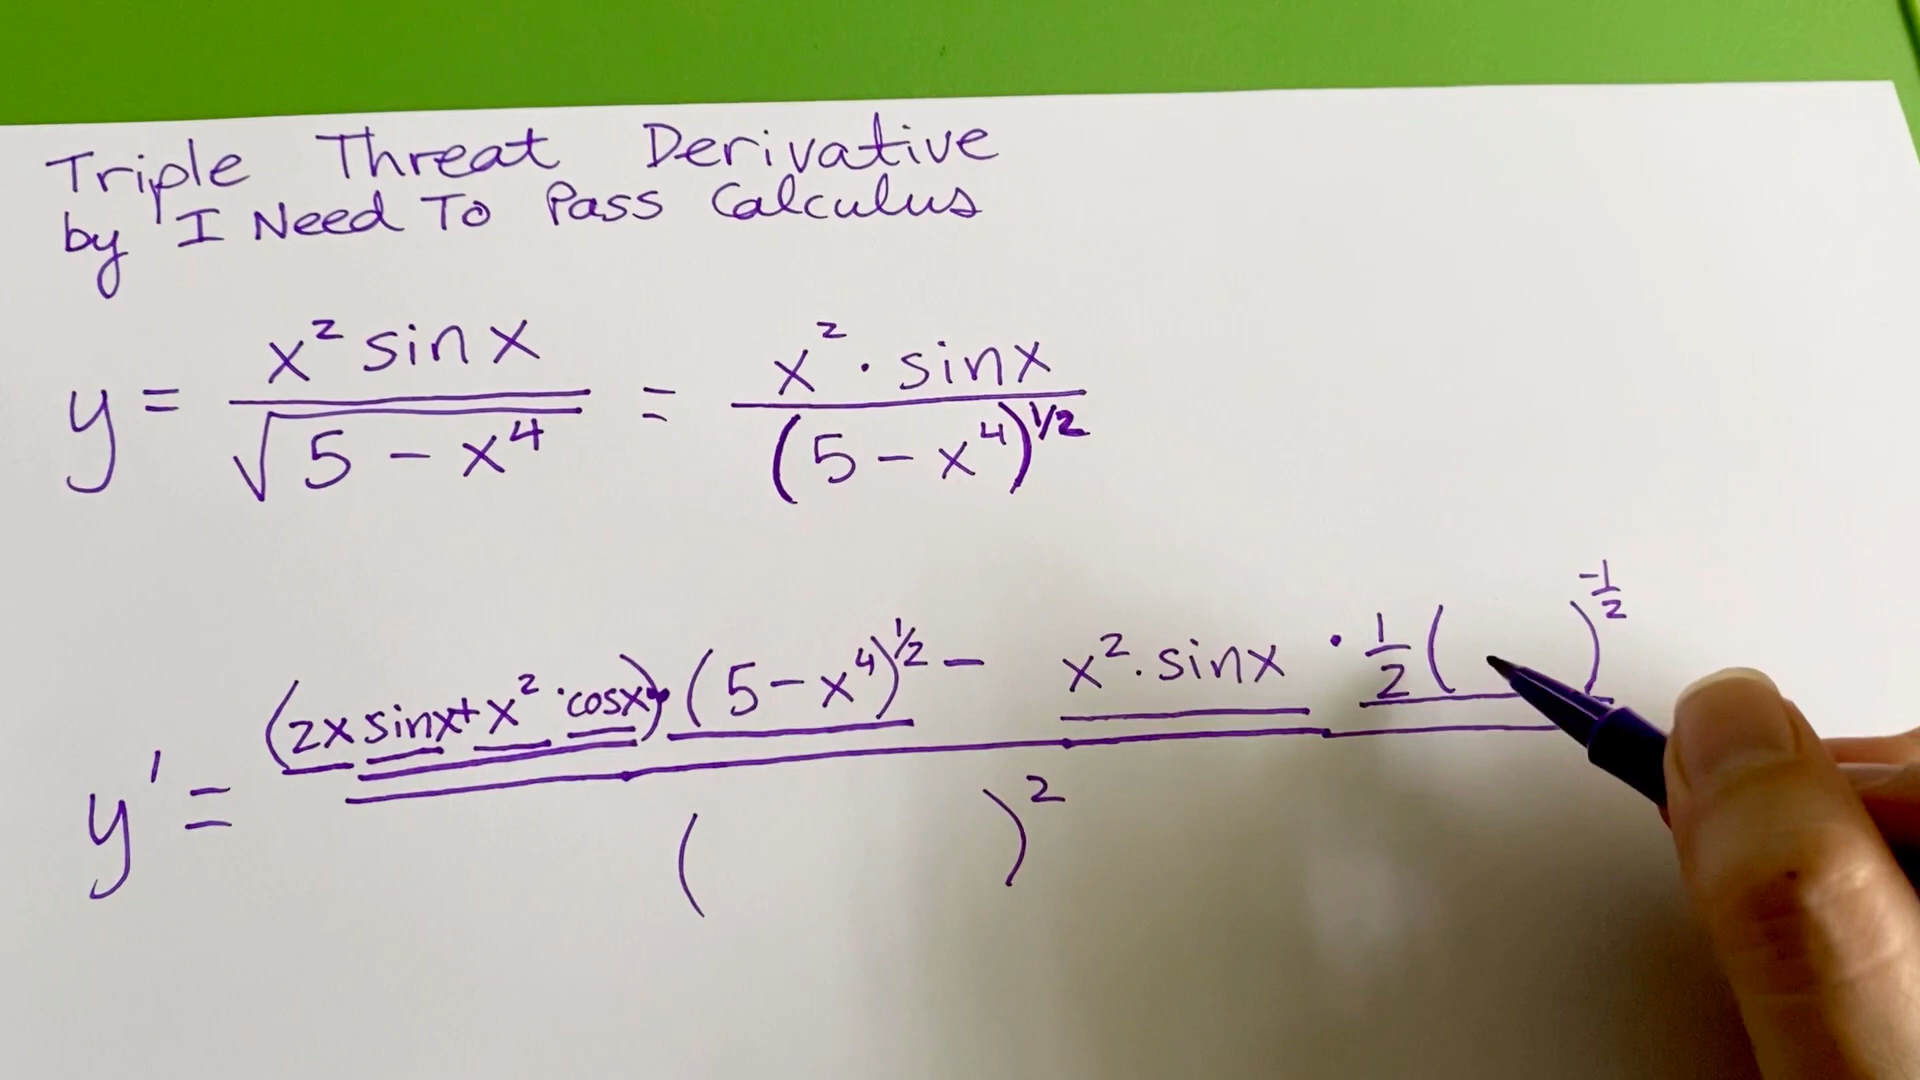 Triple Threat Derivative
by I Need To Pass Calculus
y = x² sin x / √(5 - x⁴) = x² · sin x / (5 - x⁴)^1/2
y' = (2x sinx + x² · cosx) · (5 - x⁴)^1/2 - x² · sinx · 1/2 ( )^-1/2 / ( )²